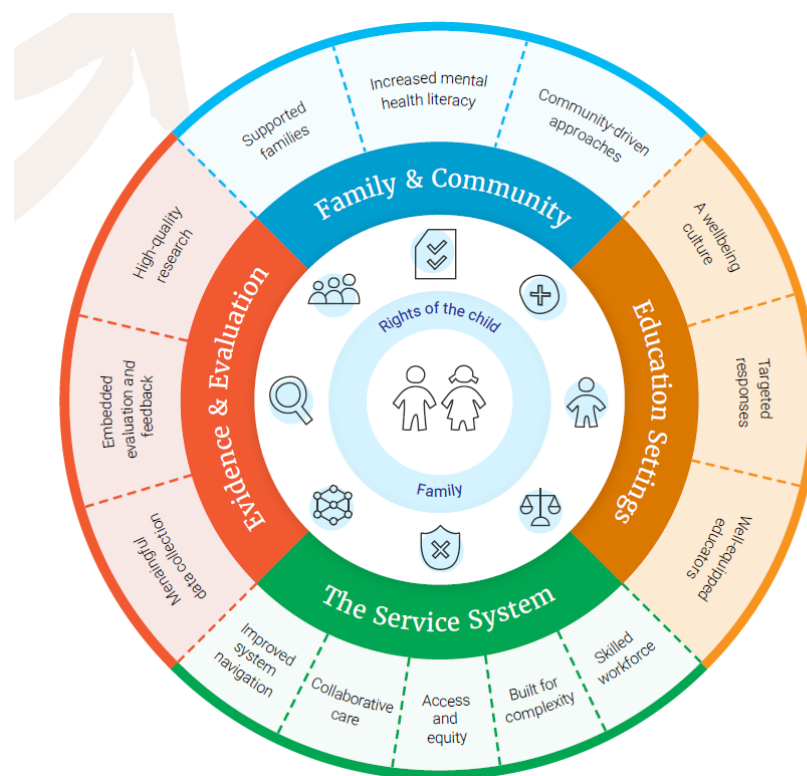 Supported
families
Increased mental
health literacy
Community-driven
approaches
Family & Community
A wellbeing
culture
Targeted
responses
Well-equipped
educators
Education Settings
Skilled
workforce
Built for
complexity
Access
and
equity
Collaborative
care
Improved
system
navigation
The Service System
Menaingful
data collection
Embedded
evaluation and
feedback
High-quality
research
Evidence & Evaluation
Rights of the child
Family